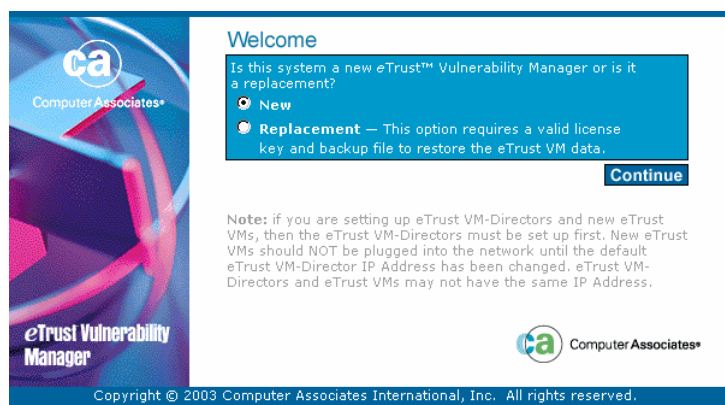 ca
Computer Associates®
Welcome
Is this system a new eTrust™ Vulnerability Manager or is it
a replacement?
New
Replacement — This option requires a valid license
key and backup file to restore the eTrust VM data.
Continue
Note: if you are setting up eTrust VM-Directors and new eTrust
VMs, then the eTrust VM-Directors must be set up first. New eTrust
VMs should NOT be plugged into the network until the default
eTrust VM-Director IP Address has been changed. eTrust VM-
Directors and eTrust VMs may not have the same IP Address.
eTrust Vulnerability
Manager
ca
Computer Associates®
Copyright © 2003 Computer Associates International, Inc. All rights reserved.